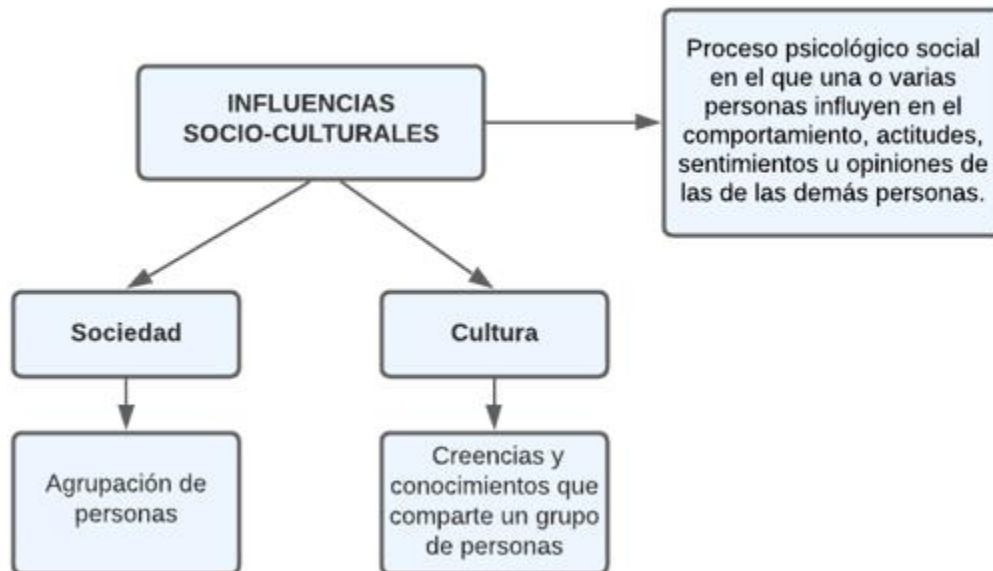 INFLUENCIAS
SOCIO-CULTURALES
Proceso psicológico social
en el que una o varias
personas influyen en el
comportamiento, actitudes,
sentimientos u opiniones de
las de las demás personas.
Sociedad
Cultura
Agrupación de
personas
Creencias y
conocimientos que
comparte un grupo
de personas